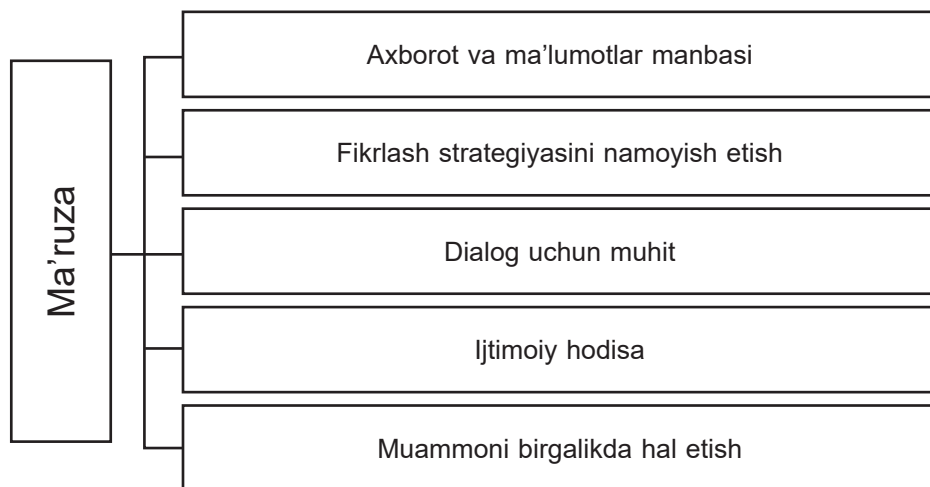 Ma’ruza
Axborot va ma’lumotlar manbasi
Fikrlash strategiyasini namoyish etish
Dialog uchun muhit
Ijtimoiy hodisa
Muammoni birgalikda hal etish